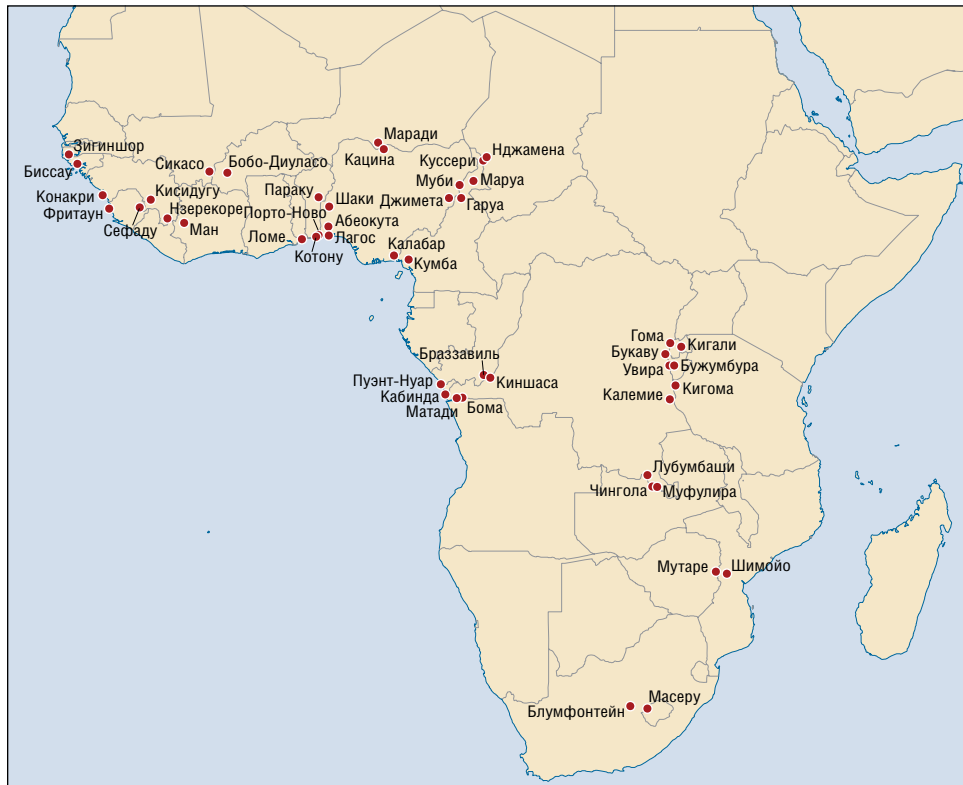 Маради
Зигиншор
Нджамена
Кацина
Куссери
Сикасо
Бобо-Диуласо
Биссау
Муби
Маруа
Параку
Шаки
Конакри
Кисидугу
Джимета
Гаруа
Фритаун
Нзерекоре
Порто-Ново
Абеокута
Сефаду
Ман
Ломе
Лагос
Котону
Калабар
Кумба
Гома
Кигали
Браззавиль
Букаву
Увира
Бужумбура
Пуэнт-Нуар
Киншаса
Кигома
Кабинда
Калемие
Матади
Бома
Лубумбаши
Чингола
Муфулира
Мутаре
Шимойо
Масеру
Блумфонтейн